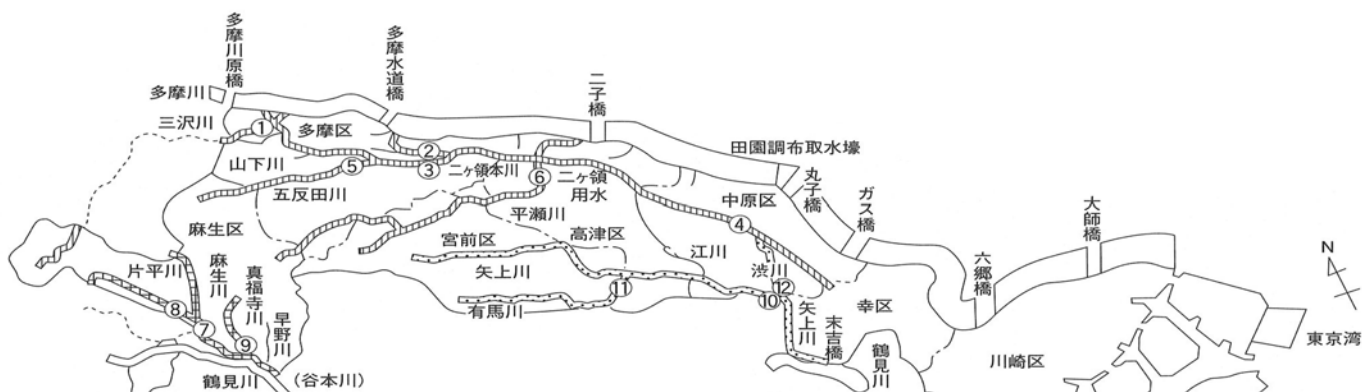 多摩川原橋
多摩水道橋
二子橋
多摩川
三沢川
①
多摩区
②
田園調布取水壕
丸子橋
ガス橋
大師橋
山下川
⑤
③
二ヶ領本川
⑥
二ヶ領用水
中原区
五反田川
平瀬川
④
六郷橋
N
麻生区
宮前区
高津区
江川
渋川
片平川
麻生川
真福寺川
矢上川
⑪
⑫
⑩
幸区
⑧
⑦
⑨
早野川
有馬川
矢上川
末吉橋
鶴見川
川崎区
東京湾
鶴見川
(谷本川)